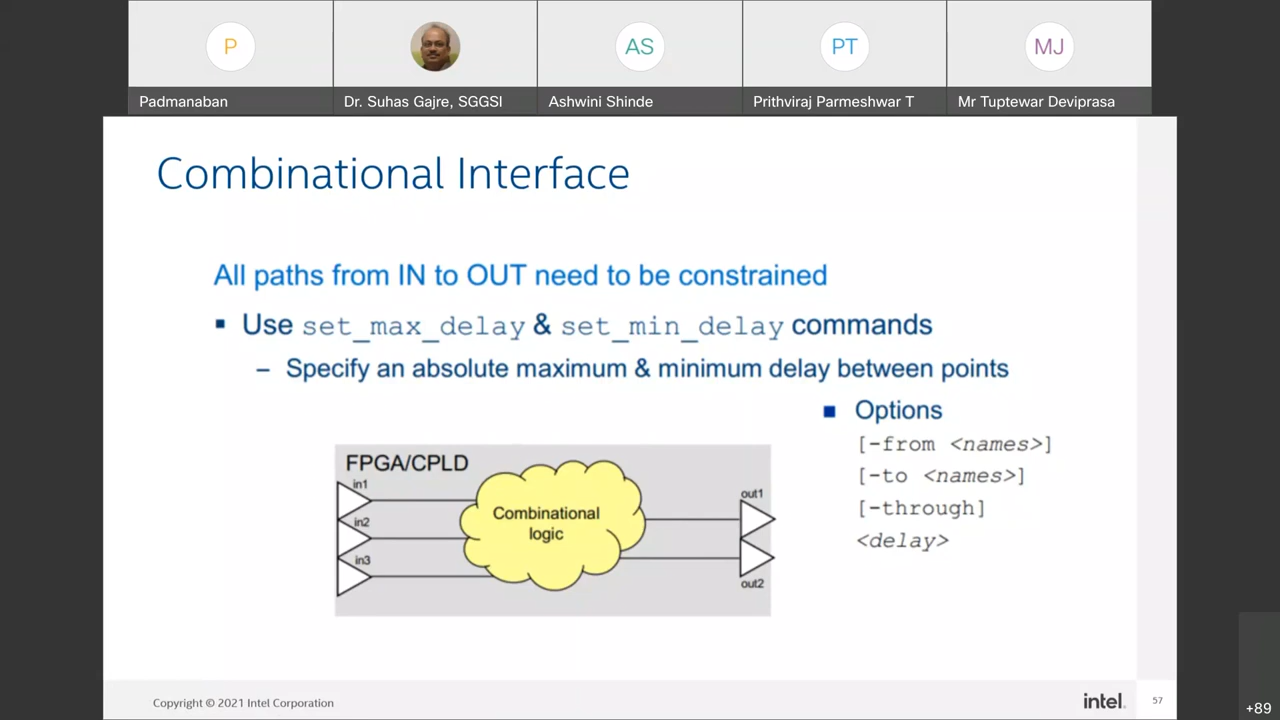 P
AS
PT
MJ
Padmanaban
Dr. Suhas Gajre, SGGSI
Ashwini Shinde
Prithviraj Parmeshwar T
Mr Tuptewar Deviprasa
Combinational Interface
All paths from IN to OUT need to be constrained
▪ Use set_max_delay & set_min_delay commands
– Specify an absolute maximum & minimum delay between points
■ Options
[-from <names>]
[-to <names>]
[-through]
<delay>
FPGA/CPLD
in1
in2
in3
Combinational
logic
out1
out2
Copyright © 2021 Intel Corporation
intel.
57
+89